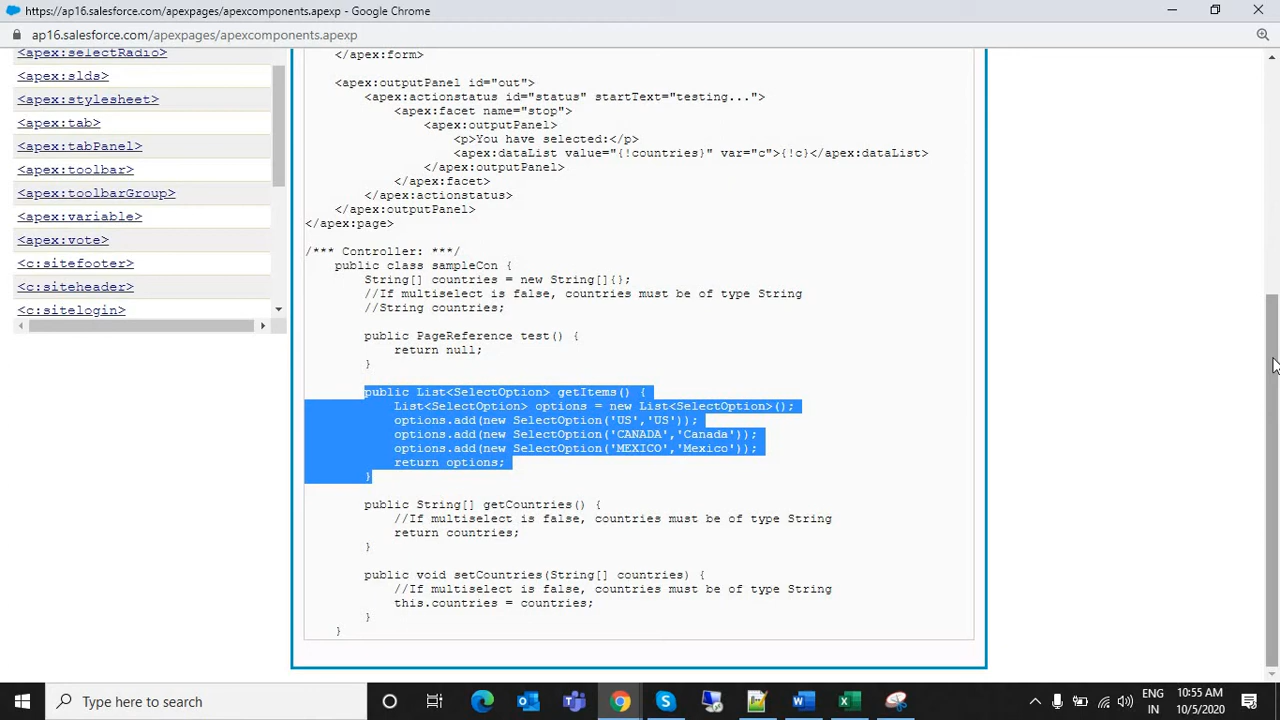 https://ap16.salesforce.com/apexpages/apexcomponents.apexp - Google Chrome
ap16.salesforce.com/apexpages/apexcomponents.apexp
<apex:selectRadio>
<apex:slds>
<apex:stylesheet>
<apex:tab>
<apex:tabPanel>
<apex:toolbar>
<apex:toolbarGroup>
<apex:variable>
<apex:vote>
<c:sitefooter>
<c:siteheader>
<c:sitelogin>
</apex:form>
<apex:outputPanel id="out">
<apex:actionstatus id="status" startText="testing...">
<apex:facet name="stop">
<apex:outputPanel>
<p>You have selected:</p>
<apex:dataList value="{!countries}" var="c">{!c}</apex:dataList>
</apex:outputPanel>
</apex:facet>
</apex:actionstatus>
</apex:outputPanel>
</apex:page>
/*** Controller: ***/
public class sampleCon {
String[] countries = new String[]{};
//If multiselect is false, countries must be of type String
//String countries;
public PageReference test() {
return null;
}
public List<SelectOption> getItems() {
List<SelectOption> options = new List<SelectOption>();
options.add(new SelectOption('US','US'));
options.add(new SelectOption('CANADA','Canada'));
options.add(new SelectOption('MEXICO','Mexico'));
return options;
}
public String[] getCountries() {
//If multiselect is false, countries must be of type String
return countries;
}
public void setCountries(String[] countries) {
//If multiselect is false, countries must be of type String
this.countries = countries;
}
}
Type here to search
ENG
IN
10:55 AM
10/5/2020